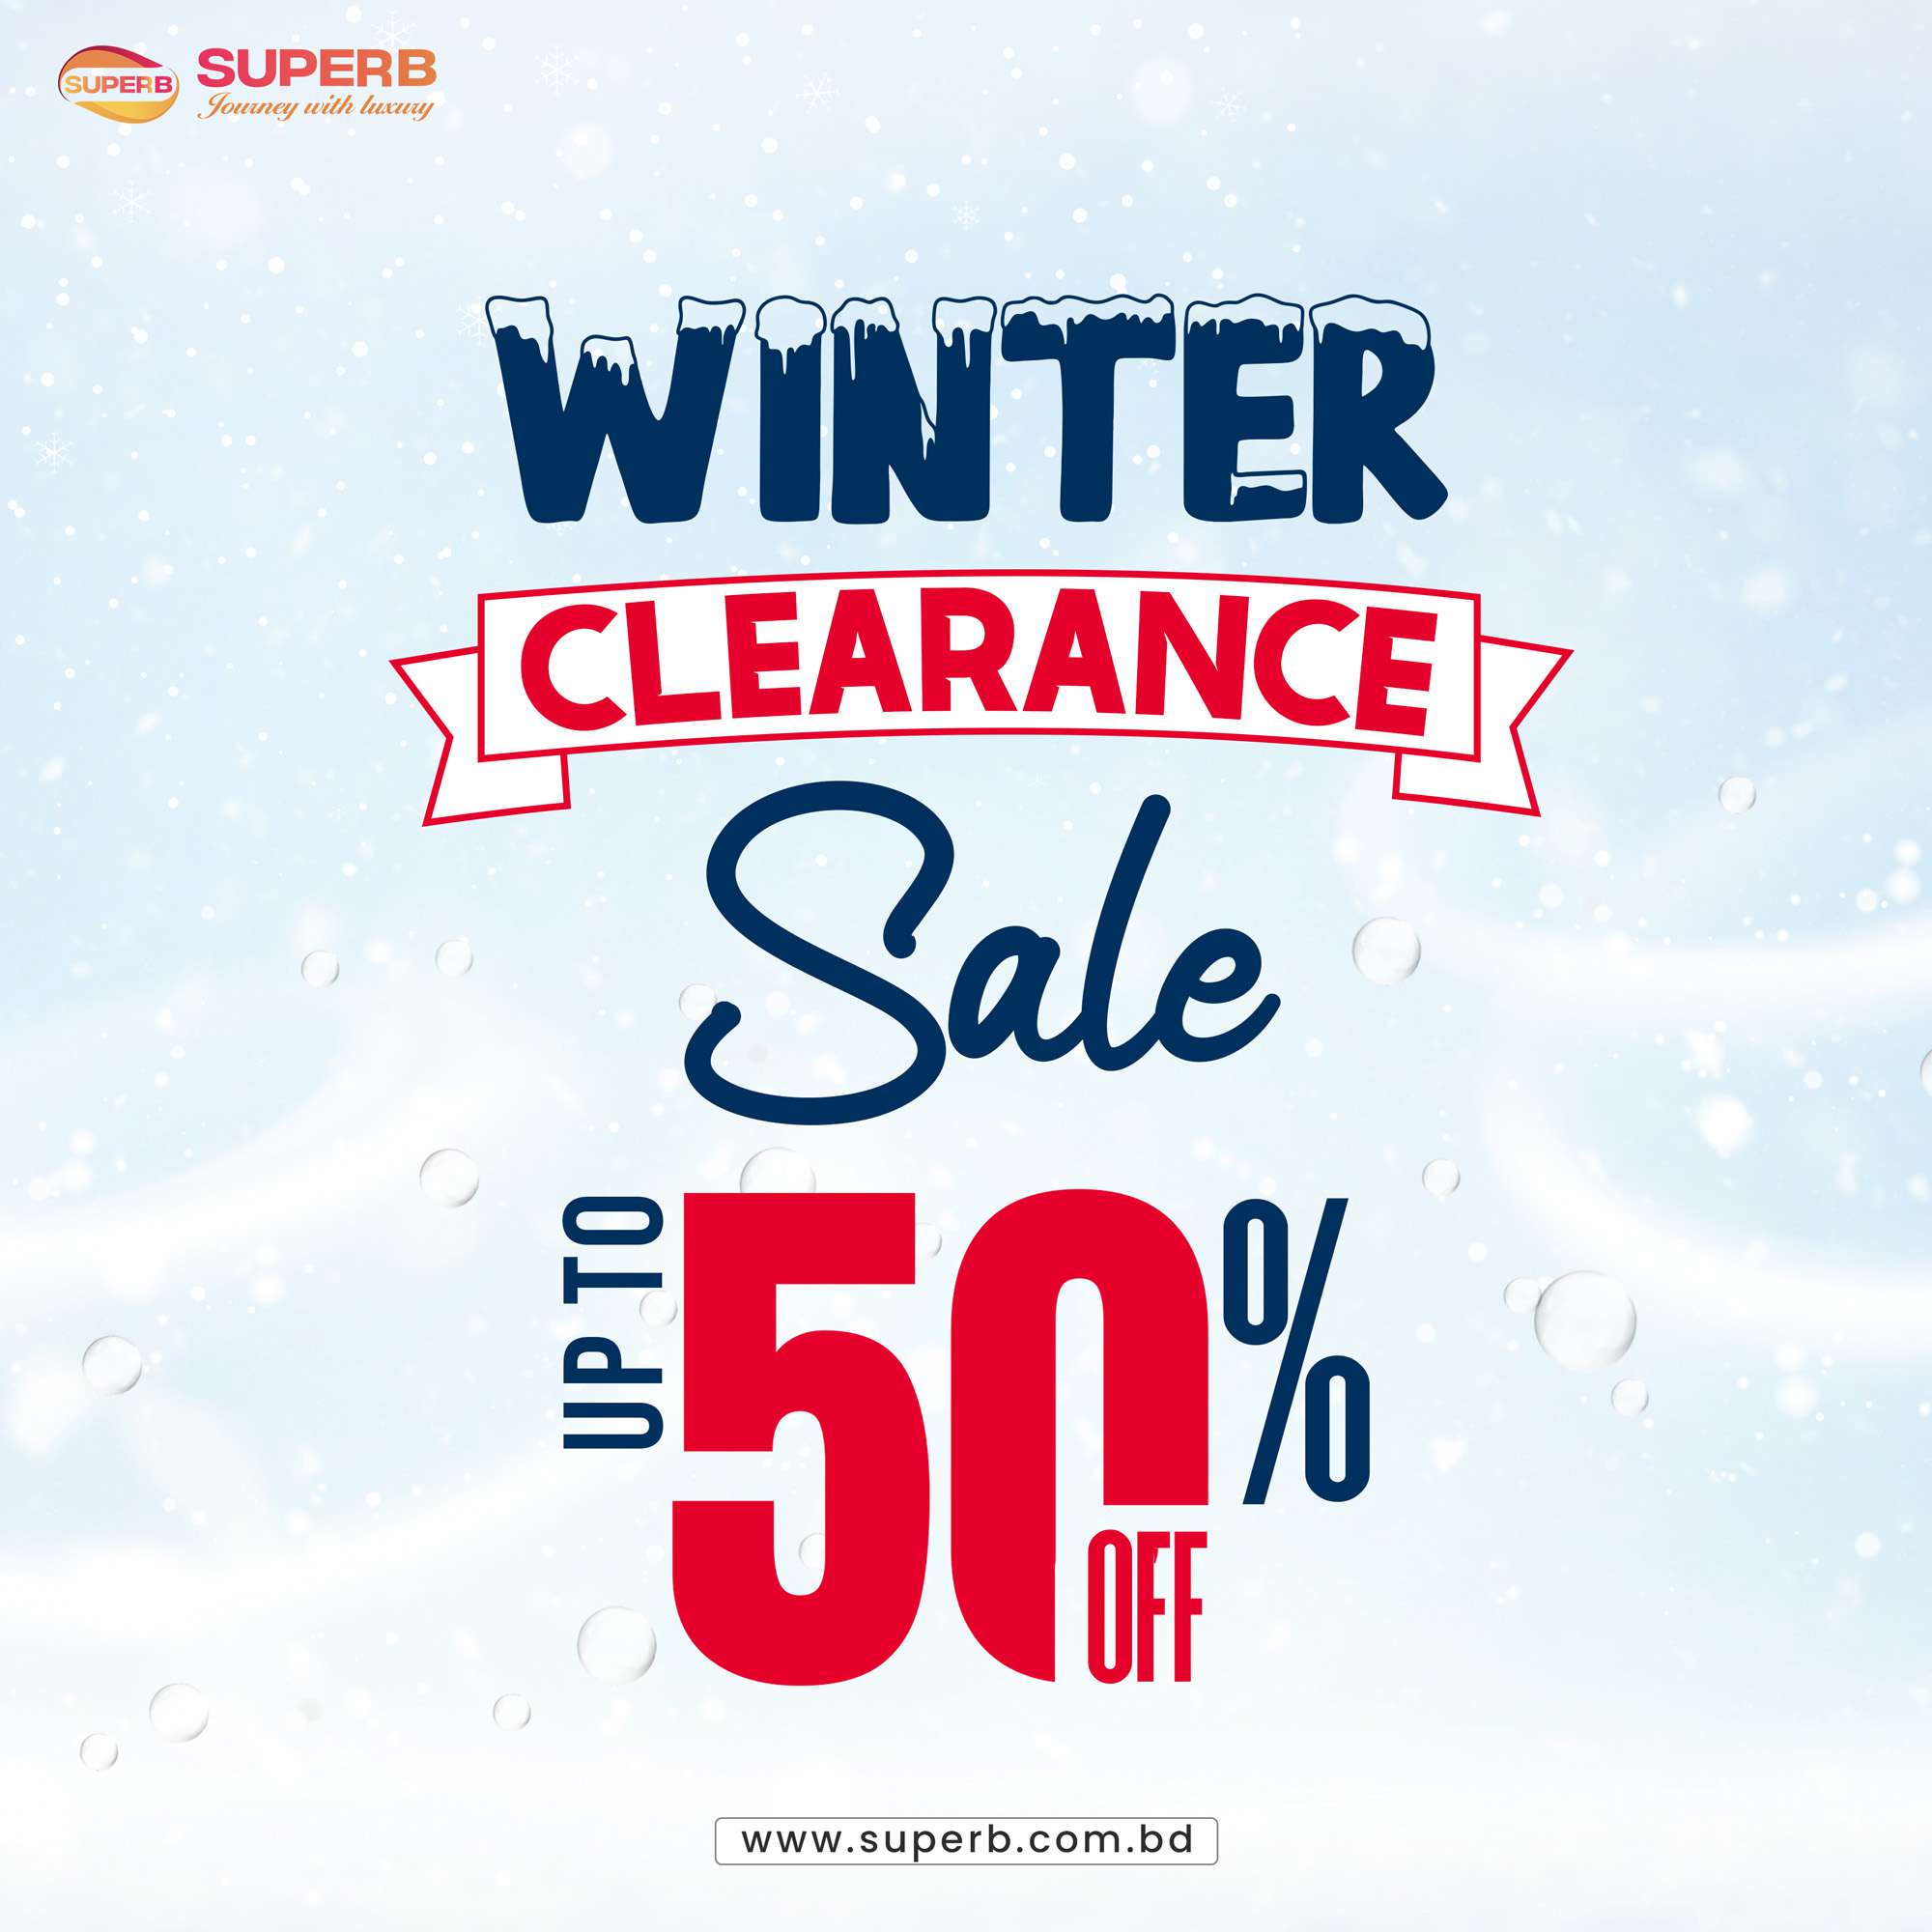 SUPERB
SUPERB
Journey with luxury
WINTER
CLEARANCE
Sale
UP TO
50%
OFF
www.superb.com.bd